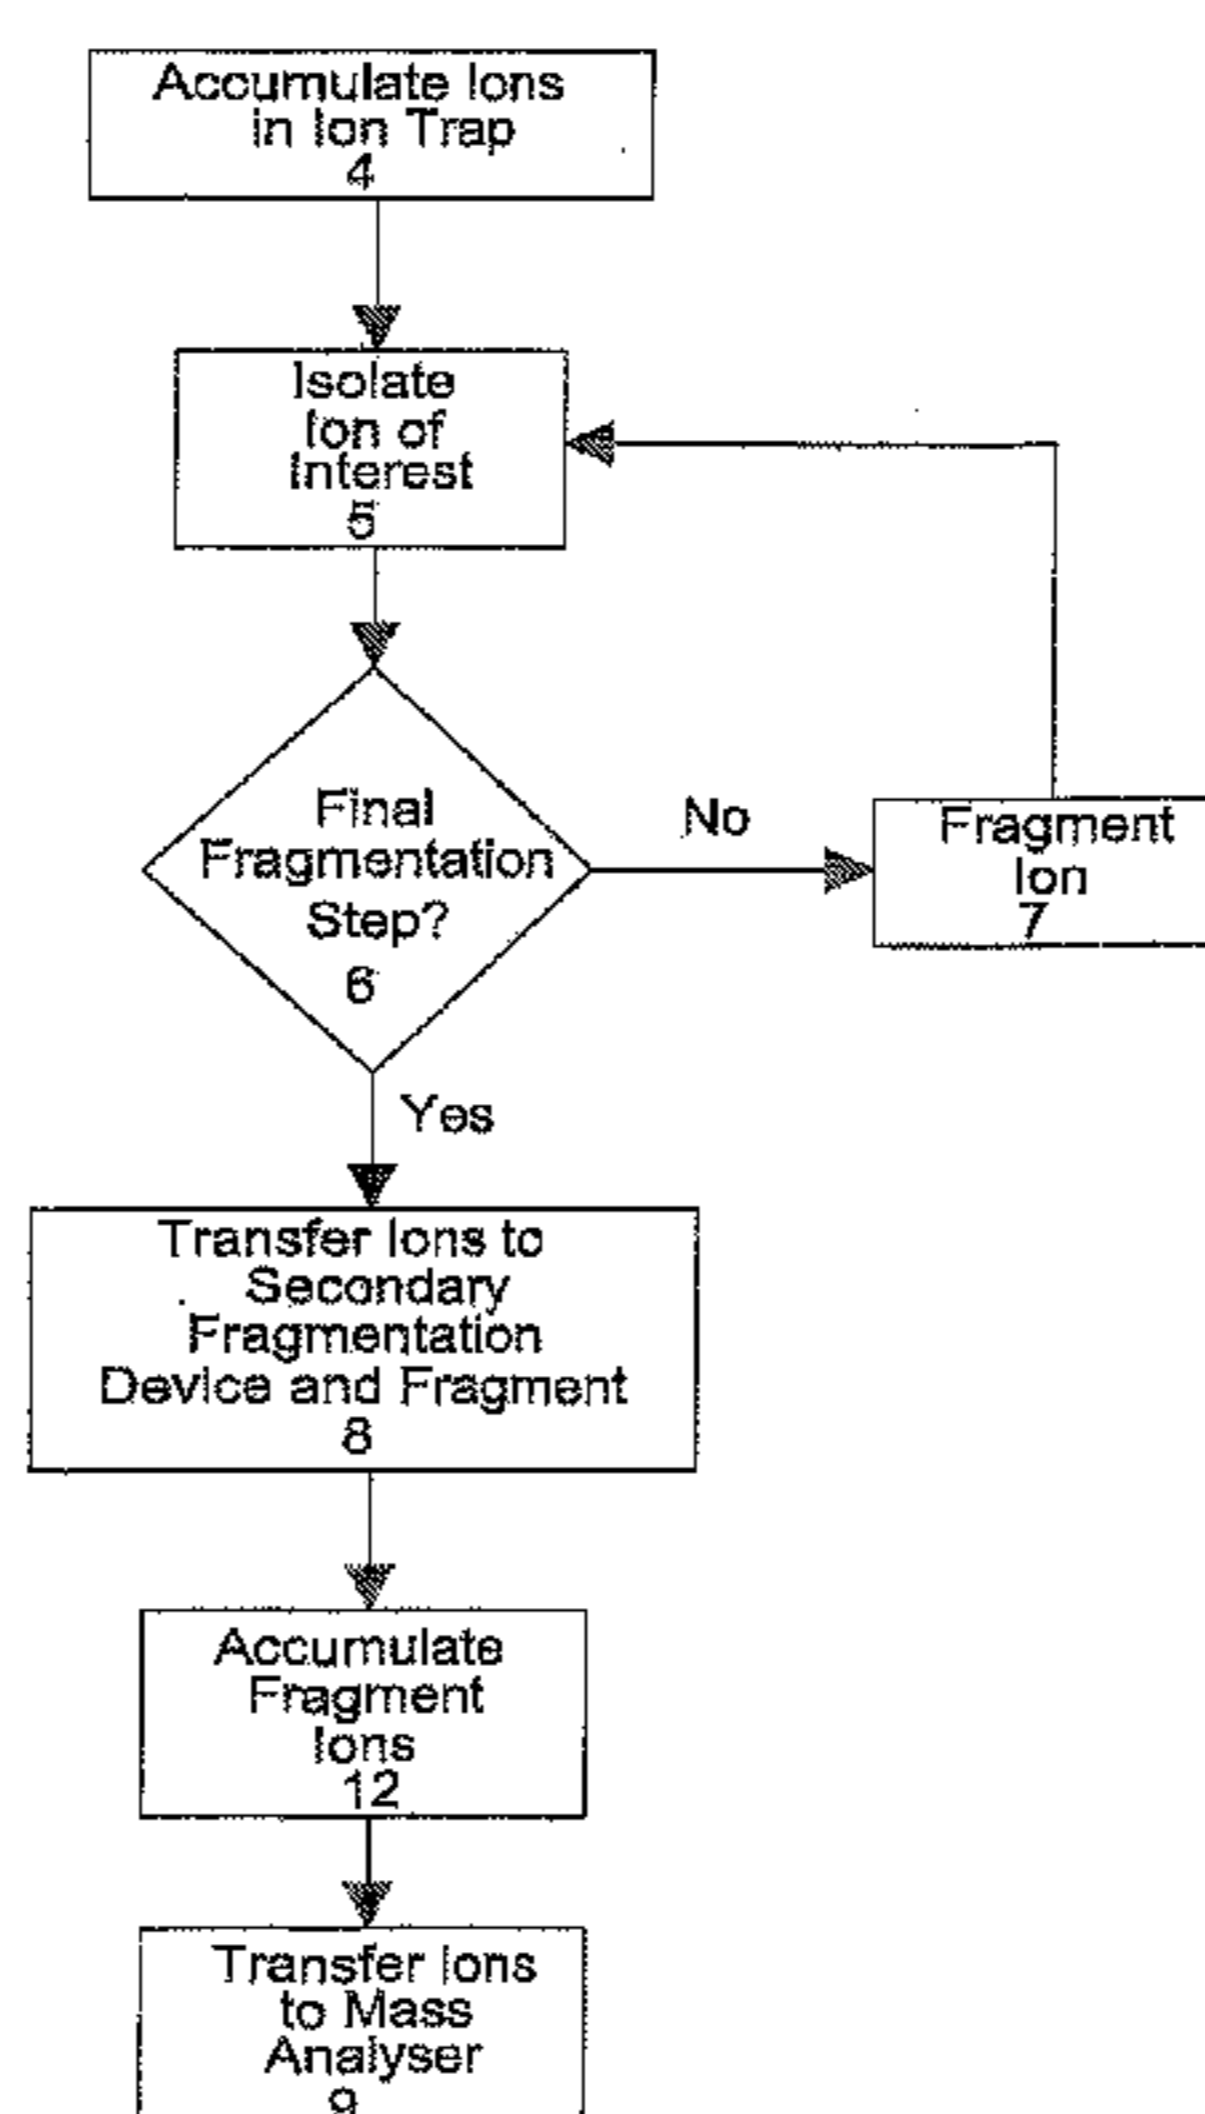 Accumulate Ions
in Ion Trap
4
Isolate
Ion of
Interest
5
Final
Fragmentation
Step?
6
No
Fragment
Ion
7
Yes
Transfer Ions to
Secondary
Fragmentation
Device and Fragment
8
Accumulate
Fragment
Ions
12
Transfer Ions
to Mass
Analyser
9